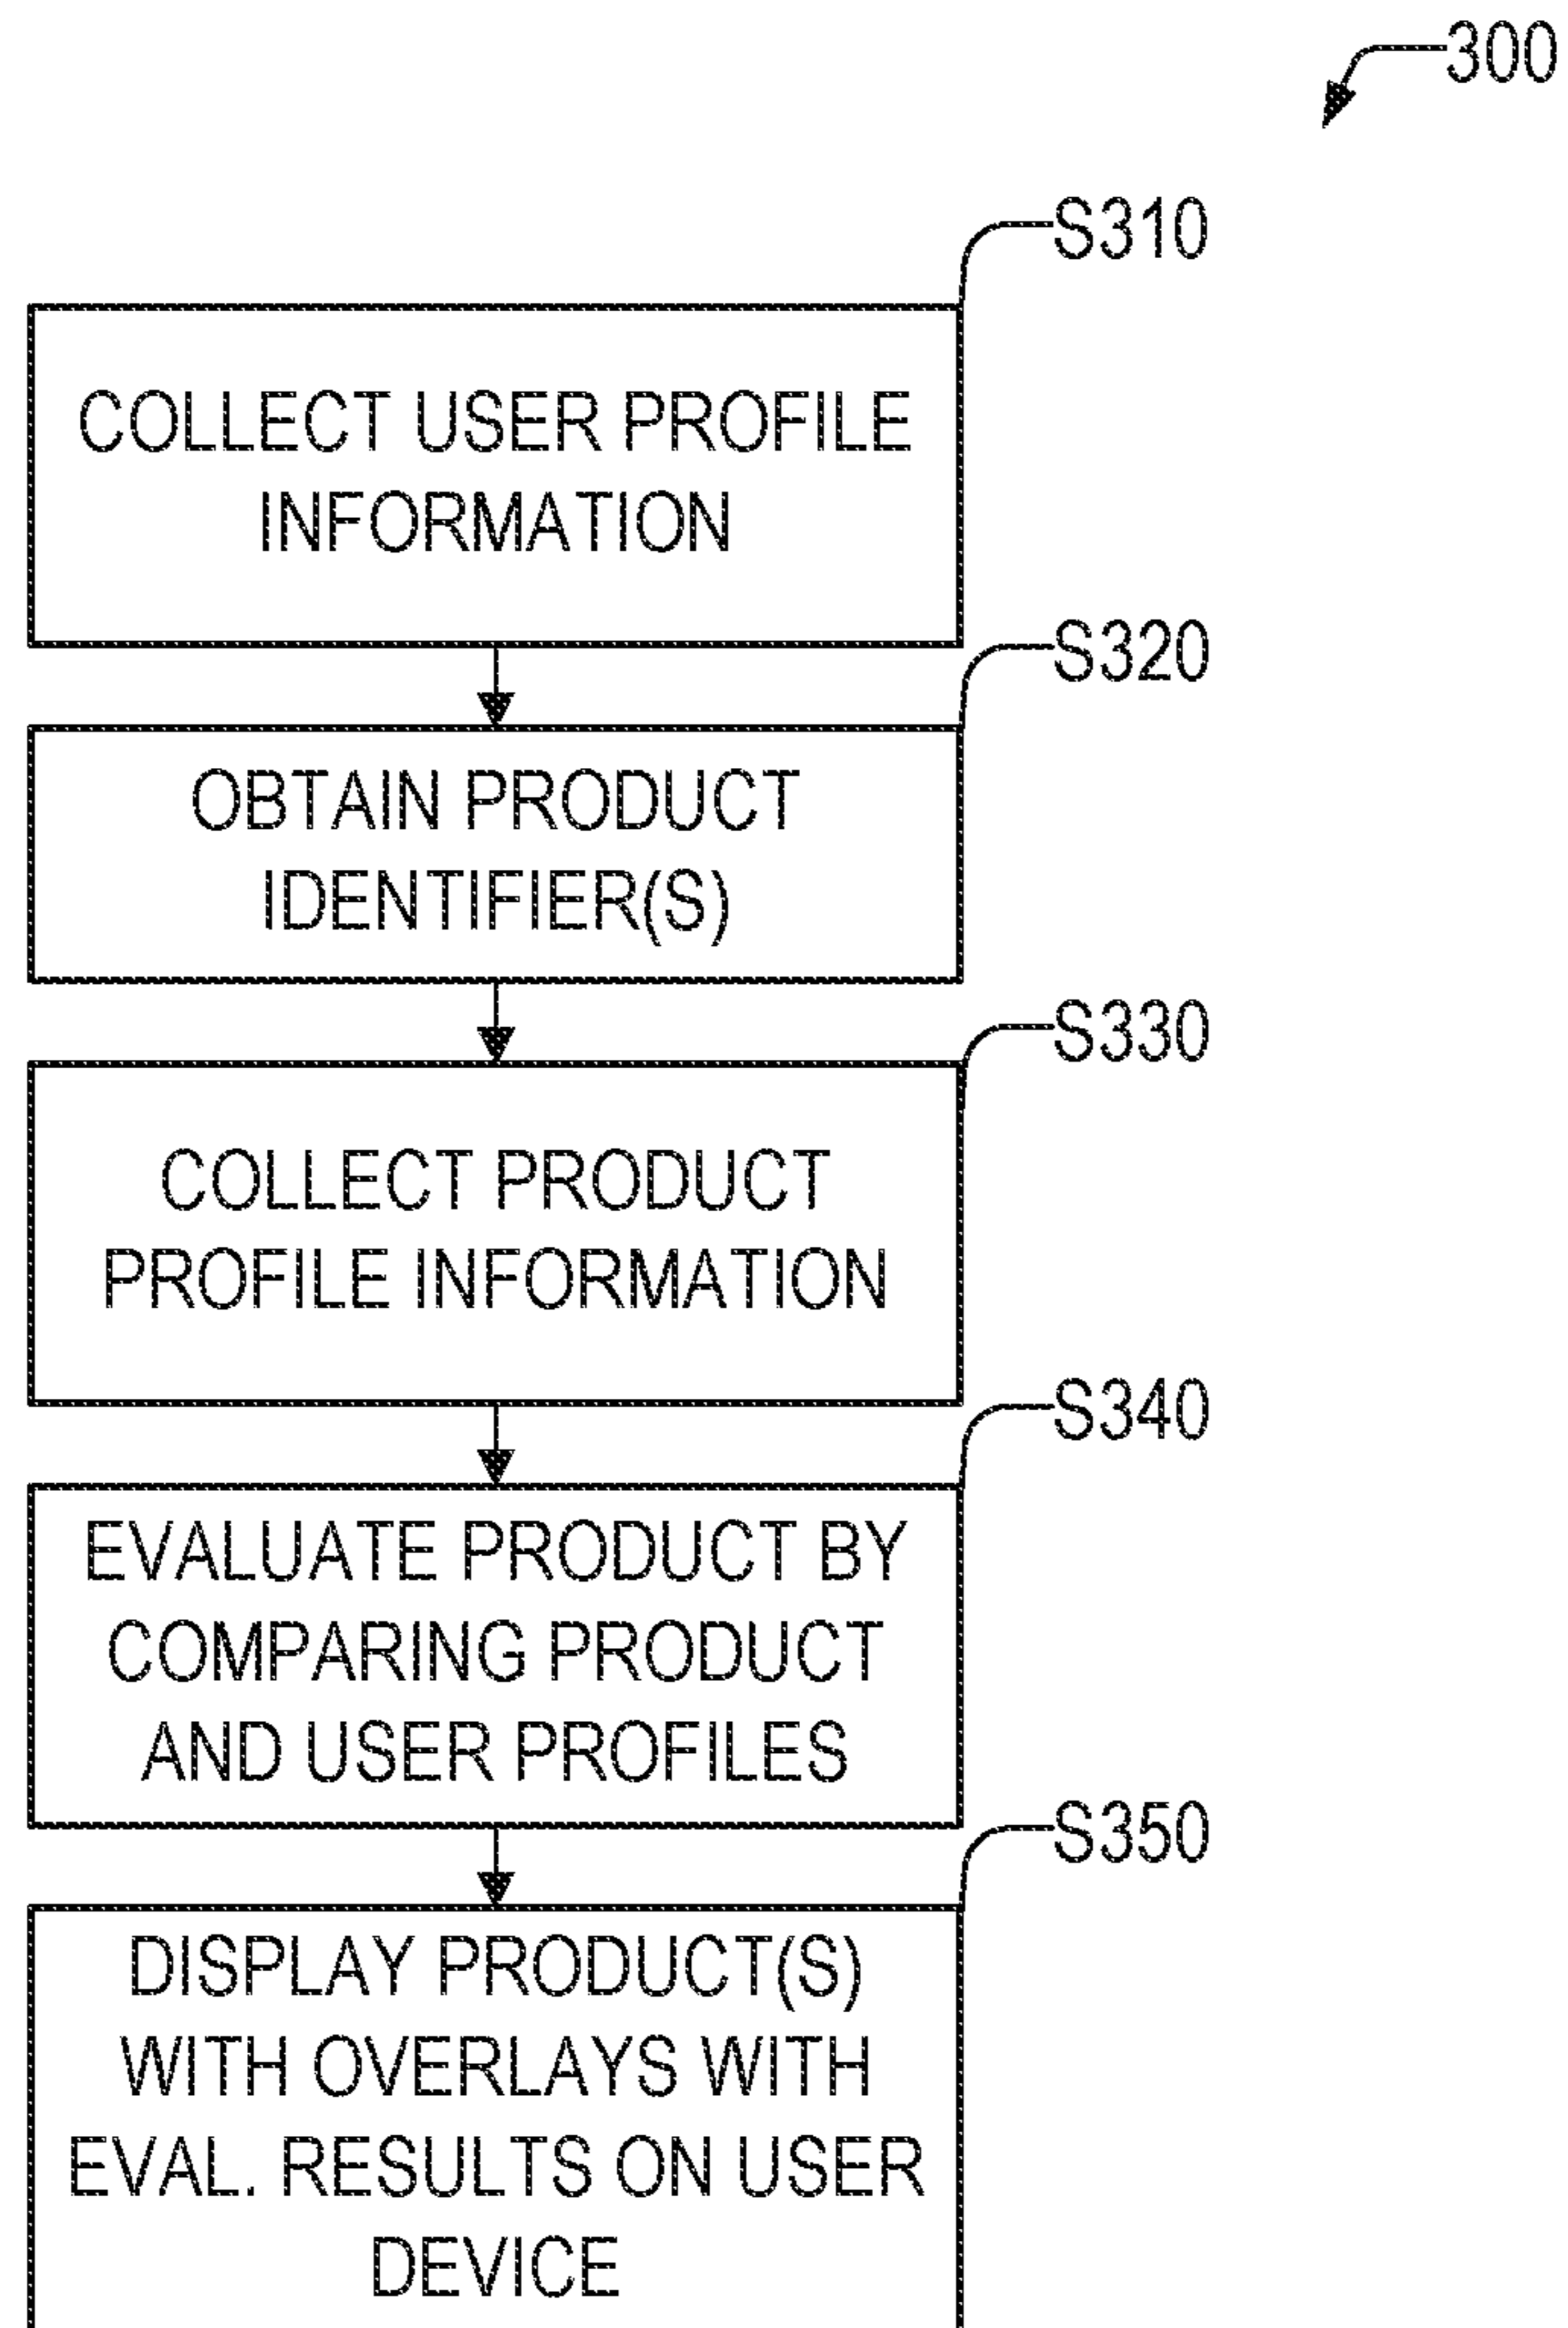 300
S310
COLLECT USER PROFILE
INFORMATION
S320
OBTAIN PRODUCT
IDENTIFIER(S)
S330
COLLECT PRODUCT
PROFILE INFORMATION
S340
EVALUATE PRODUCT BY
COMPARING PRODUCT
AND USER PROFILES
S350
DISPLAY PRODUCT(S)
WITH OVERLAYS WITH
EVAL. RESULTS ON USER
DEVICE